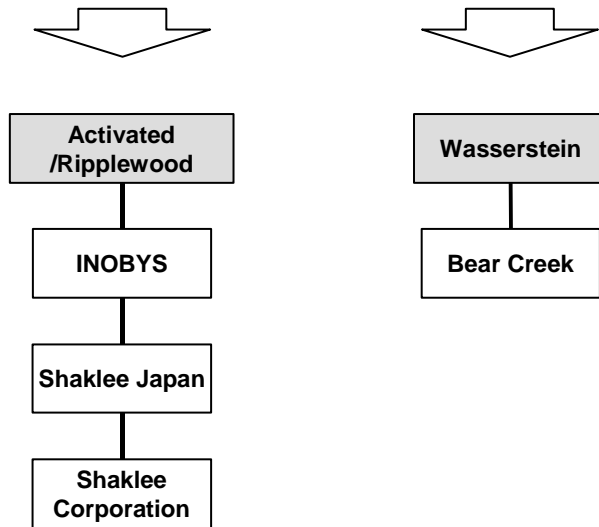 Activated
/Ripplewood
Wasserstein
INOBYS
Bear Creek
Shaklee Japan
Shaklee
Corporation